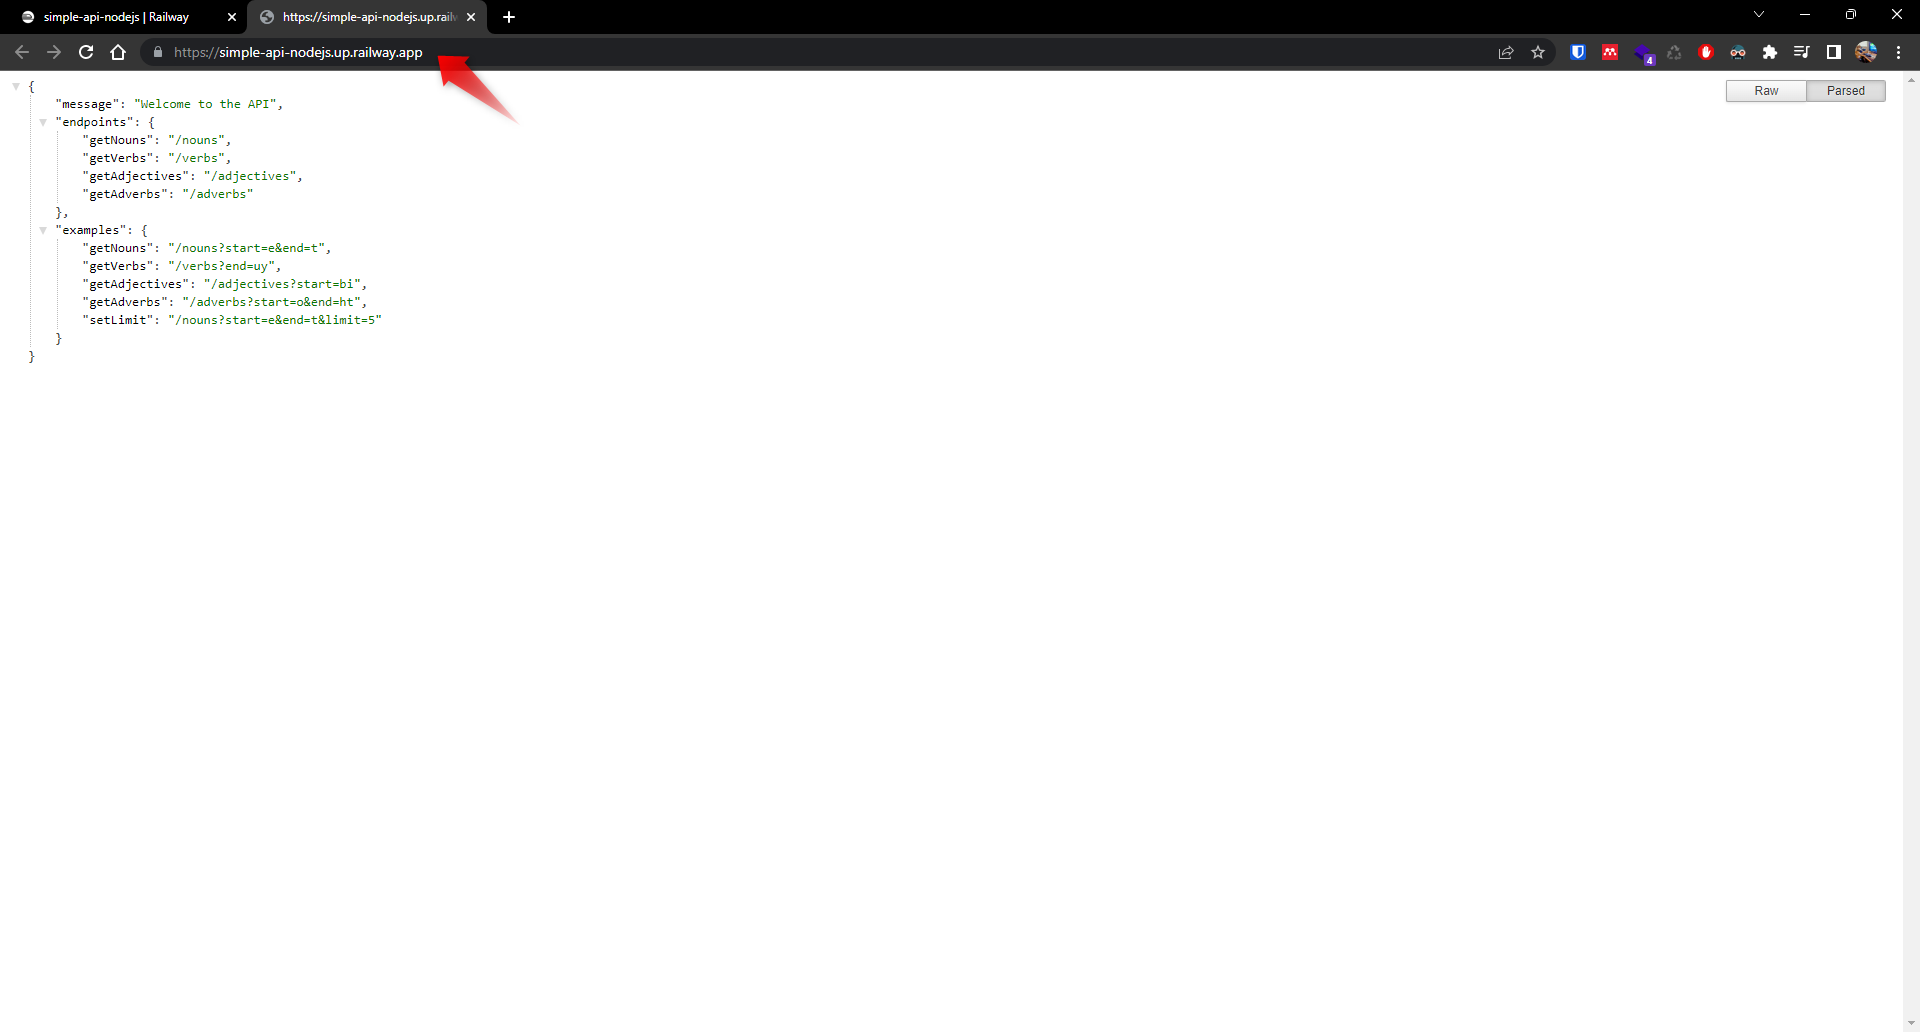 simple-api-nodejs | Railway
https://simple-api-nodejs.up.railw
https://simple-api-nodejs.up.railway.app
4
Raw
Parsed
{
"message": "Welcome to the API",
"endpoints": {
"getNouns": "/nouns",
"getVerbs": "/verbs",
"getAdjectives": "/adjectives",
"getAdverbs": "/adverbs"
},
"examples": {
"getNouns": "/nouns?start=e&end=t",
"getVerbs": "/verbs?end=uy",
"getAdjectives": "/adjectives?start=bi",
"getAdverbs": "/adverbs?start=o&end=ht",
"setLimit": "/nouns?start=e&end=t&limit=5"
}
}